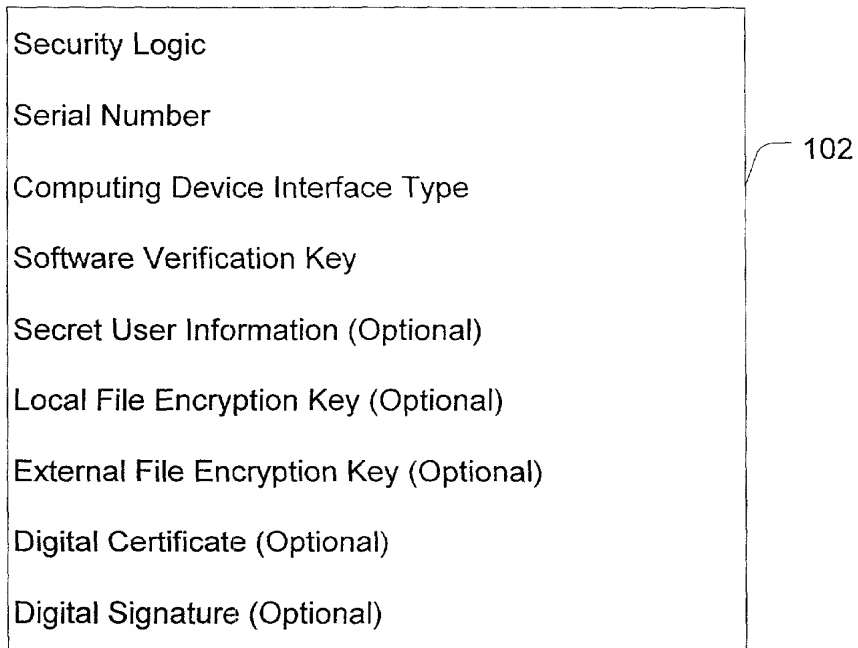 Security Logic
Serial Number
102
Computing Device Interface Type
Software Verification Key
Secret User Information (Optional)
Local File Encryption Key (Optional)
External File Encryption Key (Optional)
Digital Certificate (Optional)
Digital Signature (Optional)